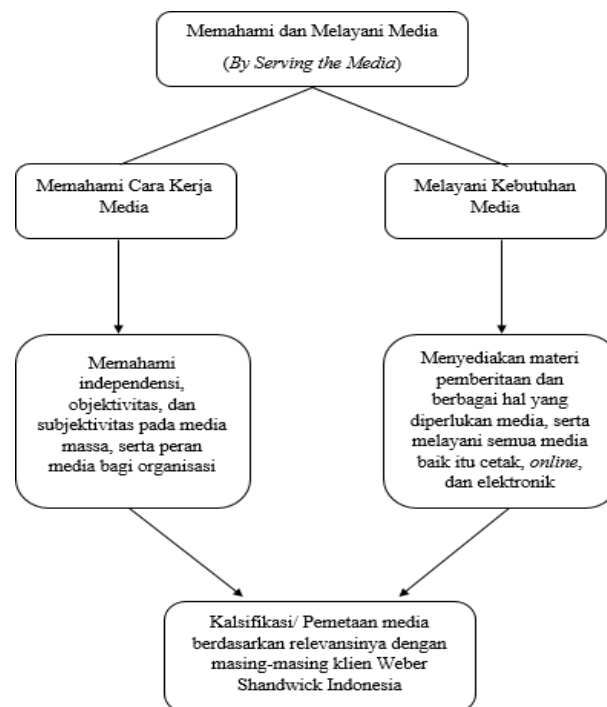 Memahami dan Melayani Media
(By Serving the Media)
Memahami Cara Kerja
Media
Melayani Kebutuhan
Media
Memahami
independensi,
objektivitas, dan
subjektivitas pada media
massa, serta peran
media bagi organisasi
Menyediakan materi
pemberitaan dan
berbagai hal yang
diperlukan media, serta
melayani semua media
baik itu cetak, online,
dan elektronik
Kalsifikasi/ Pemetaan media
berdasarkan relevansinya dengan
masing-masing klien Weber
Shandwick Indonesia